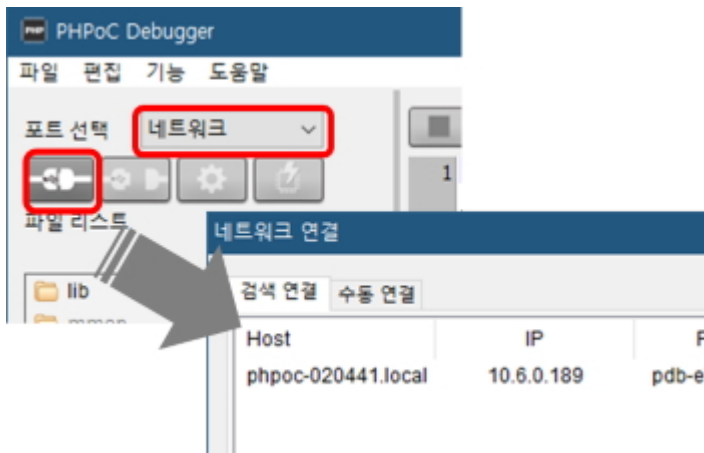 PHPoC Debugger
파일 편집 기능 도움말
포트 선택 네트워크
1
파일 리스트
lib
네트워크 연결
검색 연결 수동 연결
Host IP
phpoc-020441.local 10.6.0.189 pdb-e